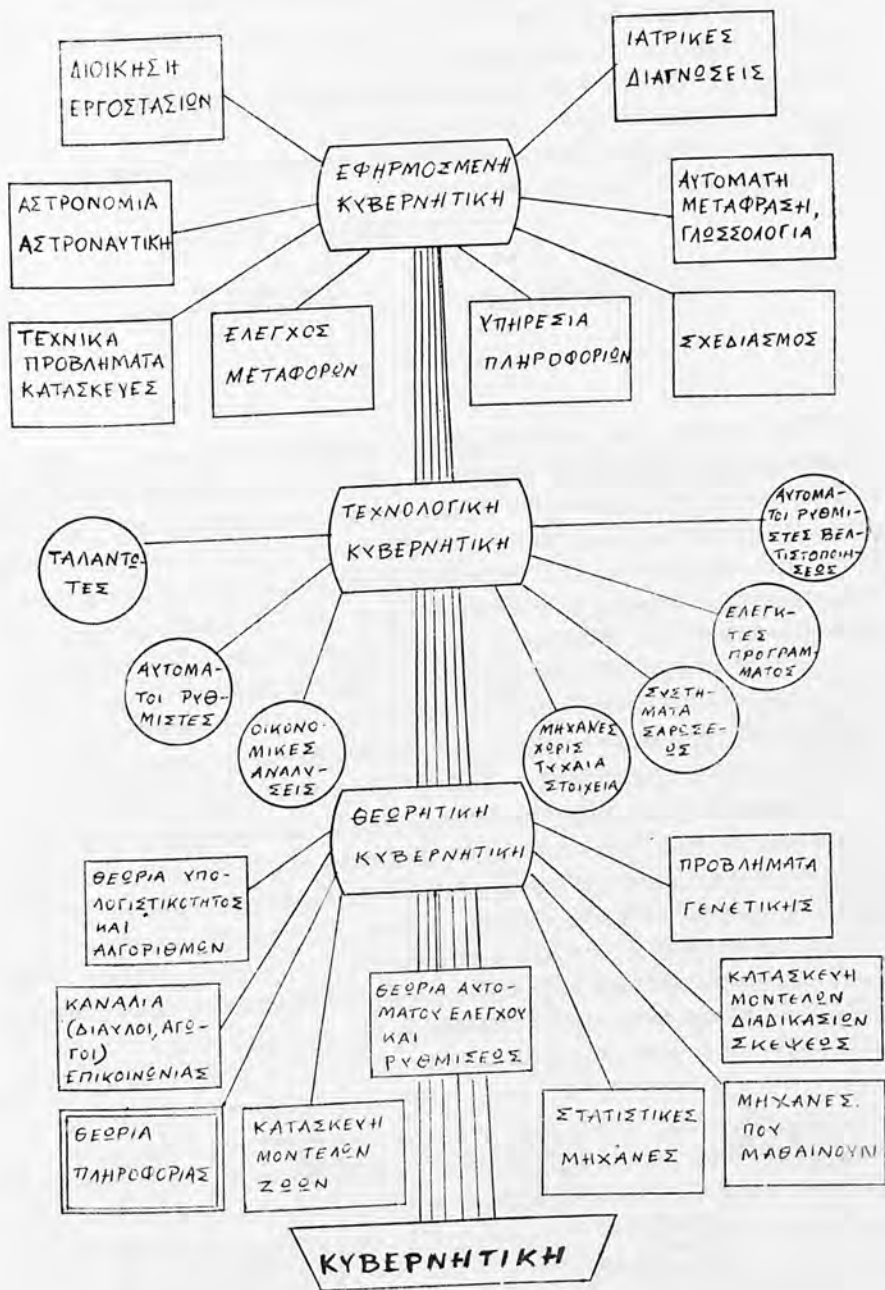 ΔΙΟΙΚΗΣΗ
ΕΡΓΟΣΤΑΣΙΩΝ
ΙΑΤΡΙΚΕΣ
ΔΙΑΓΝΩΣΕΙΣ
ΕΦΗΡΜΟΣΜΕΝΗ
ΚΥΒΕΡΝΗΤΙΚΗ
ΑΣΤΡΟΝΟΜΙΑ
ΑΣΤΡΟΝΑΥΤΙΚΗ
ΑΥΤΟΜΑΤΗ
ΜΕΤΑΦΡΑΣΗ,
ΓΛΩΣΣΟΛΟΓΙΑ
ΤΕΧΝΙΚΑ
ΠΡΟΒΛΗΜΑΤΑ
ΚΑΤΑΣΚΕΥΕΣ
ΕΛΕΓΧΟΣ
ΜΕΤΑΦΟΡΩΝ
ΥΠΗΡΕΣΙΑ
ΠΛΗΡΟΦΟΡΙΩΝ
ΣΧΕΔΙΑΣΜΟΣ
ΤΕΧΝΟΛΟΓΙΚΗ
ΚΥΒΕΡΝΗΤΙΚΗ
ΤΑΛΑΝΤΩ-
ΤΕΣ
ΑΥΤΟΜΑ-
ΤΟΙ ΡΥΘΜΙ-
ΣΤΕΣ ΒΕΛ-
ΤΙΣΤΟΠΟΙΗ-
ΣΕΩΣ
ΑΥΤΟΜΑ-
ΤΟΙ ΡΥΘ-
ΜΙΣΤΕΣ
ΟΙΚΟΝΟ-
ΜΙΚΕΣ
ΑΝΑΛΥ-
ΣΕΙΣ
ΜΗΧΑΝΕΣ
ΧΩΡΙΣ
ΤΥΧΑΙΑ
ΣΤΟΙΧΕΙΑ
ΣΥΣΤΗ-
ΜΑΤΑ
ΣΑΡΩΣΕ-
ΩΣ
ΕΛΕΓΚ-
ΤΕΣ
ΠΡΟΓΡΑΜ-
ΜΑΤΟΣ
ΘΕΩΡΗΤΙΚΗ
ΚΥΒΕΡΝΗΤΙΚΗ
ΘΕΩΡΙΑ ΥΠΟ-
ΛΟΓΙΣΤΙΚΟΤΗΤΟΣ
ΚΑΙ
ΑΛΓΟΡΙΘΜΩΝ
ΠΡΟΒΛΗΜΑΤΑ
ΓΕΝΕΤΙΚΗΣ
ΚΑΝΑΛΙΑ
(ΔΙΑΥΛΟΙ, ΑΓΩ-
ΓΟΙ)
ΕΠΙΚΟΙΝΩΝΙΑΣ
ΘΕΩΡΙΑ ΑΥΤΟ-
ΜΑΤΟΥ ΕΛΕΓΧΟΥ
ΚΑΙ
ΡΥΘΜΙΣΕΩΣ
ΚΑΤΑΣΚΕΥΗ
ΜΟΝΤΕΛΩΝ
ΔΙΑΔΙΚΑΣΙΩΝ
ΣΚΕΨΕΩΣ
ΘΕΩΡΙΑ
ΠΛΗΡΟΦΟΡΙΑΣ
ΚΑΤΑΣΚΕΥΗ
ΜΟΝΤΕΛΩΝ
ΖΩΩΝ
ΣΤΑΤΙΣΤΙΚΕΣ
ΜΗΧΑΝΕΣ
ΜΗΧΑΝΕΣ.
ΠΟΥ
ΜΑΘΑΙΝΟΥΝ
ΚΥΒΕΡΝΗΤΙΚΗ